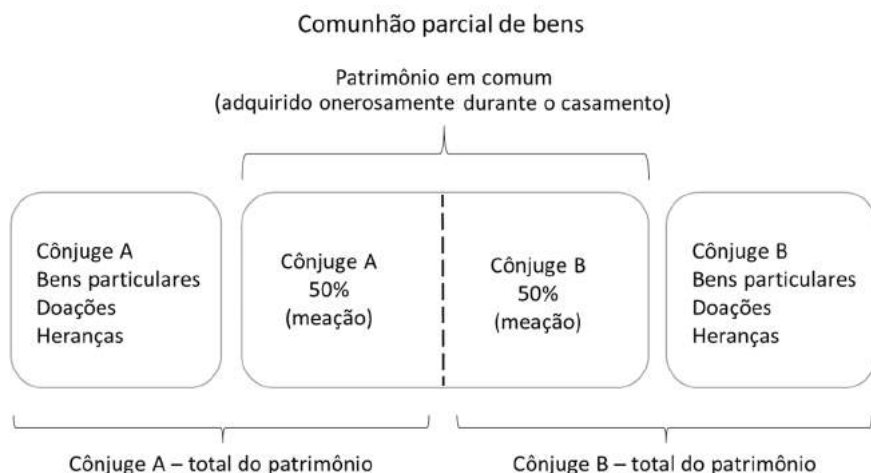 Comunhão parcial de bens
Patrimônio em comum
(adquirido onerosamente durante o casamento)
Cônjuge A
Bens particulares
Doações
Heranças
Cônjuge A
50%
(meação)
Cônjuge B
50%
(meação)
Cônjuge B
Bens particulares
Doações
Heranças
Cônjuge A – total do patrimônio
Cônjuge B – total do patrimônio